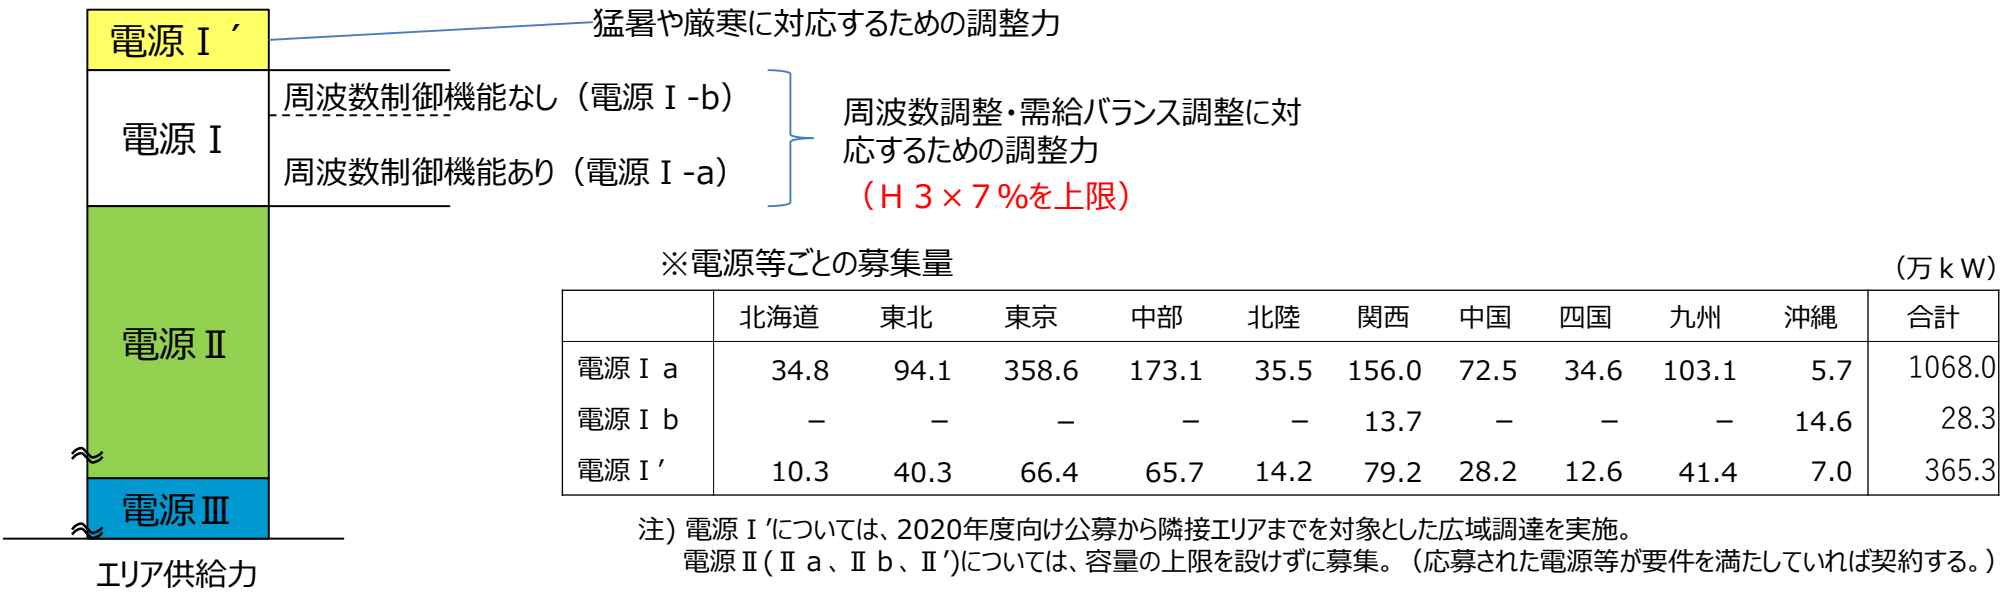 電源Ⅰ´
猛暑や厳寒に対応するための調整力
周波数制御機能なし（電源Ⅰ-b）
電源Ⅰ
周波数制御機能あり（電源Ⅰ-a）
周波数調整・需給バランス調整に対
応するための調整力
（Ｈ３×７％を上限）
電源Ⅱ
電源Ⅲ
エリア供給力
※電源等ごとの募集量
（万ｋＷ）
北海道 東北 東京 中部 北陸 関西 中国 四国 九州 沖縄 合計
電源Ⅰａ 34.8 94.1 358.6 173.1 35.5 156.0 72.5 34.6 103.1 5.7 1068.0
電源Ⅰｂ － － － － － 13.7 － － － 14.6 28.3
電源Ⅰ’ 10.3 40.3 66.4 65.7 14.2 79.2 28.2 12.6 41.4 7.0 365.3
注）電源Ⅰ’については、2020年度向け公募から隣接エリアまでを対象とした広域調達を実施。
電源Ⅱ(Ⅱａ、Ⅱｂ、Ⅱ’)については、容量の上限を設けずに募集。（応募された電源等が要件を満たしていれば契約する。）